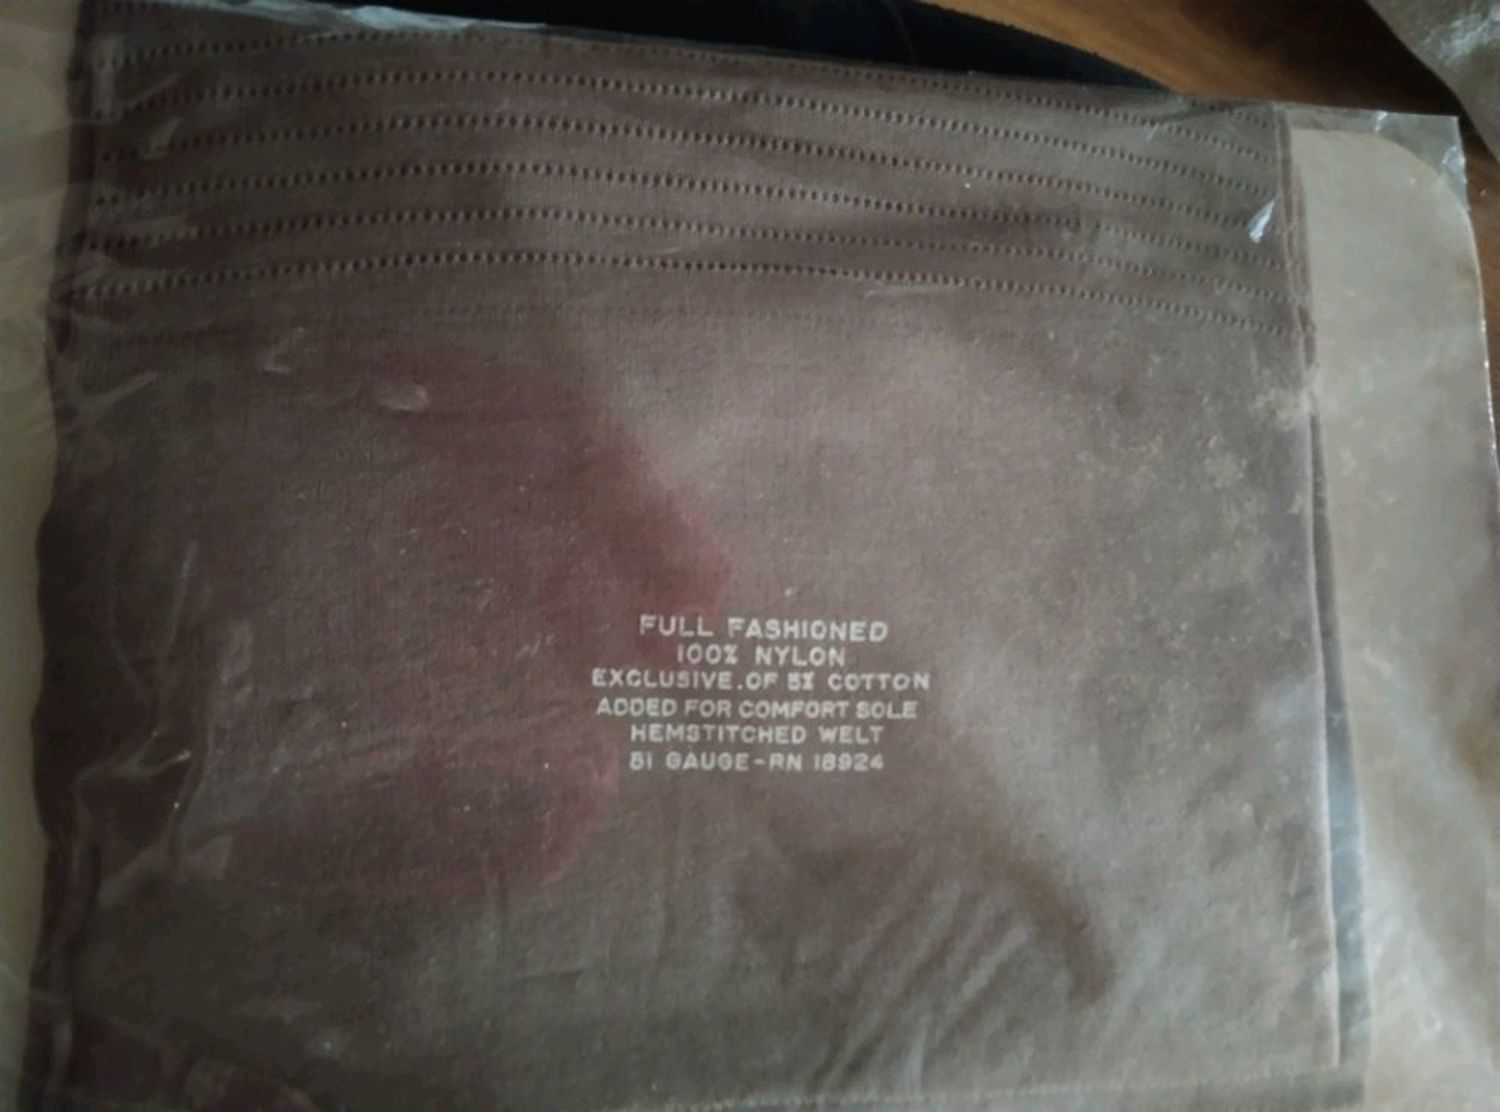 FULL FASHIONED
100% NYLON
EXCLUSIVE.OF 5% COTTON
ADDED FOR COMFORT SOLE
HEMSTITCHED WELT
51 GAUGE-RN 18924